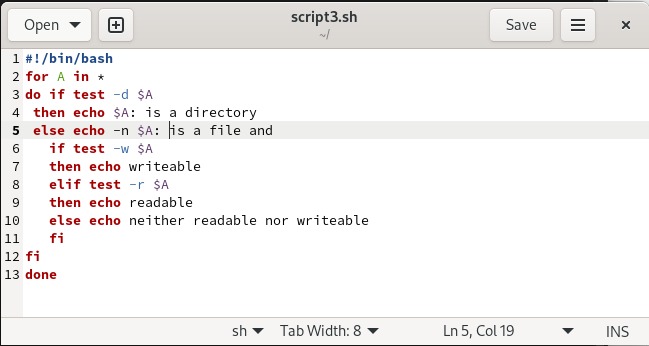 Open script3.sh Save
~/
1 #!/bin/bash
2 for A in *
3 do if test -d $A
4  then echo $A: is a directory
5  else echo -n $A: is a file and
6    if test -w $A
7    then echo writeable
8    elif test -r $A
9    then echo readable
10    else echo neither readable nor writeable
11    fi
12 fi
13 done
sh Tab Width: 8 Ln 5, Col 19 INS